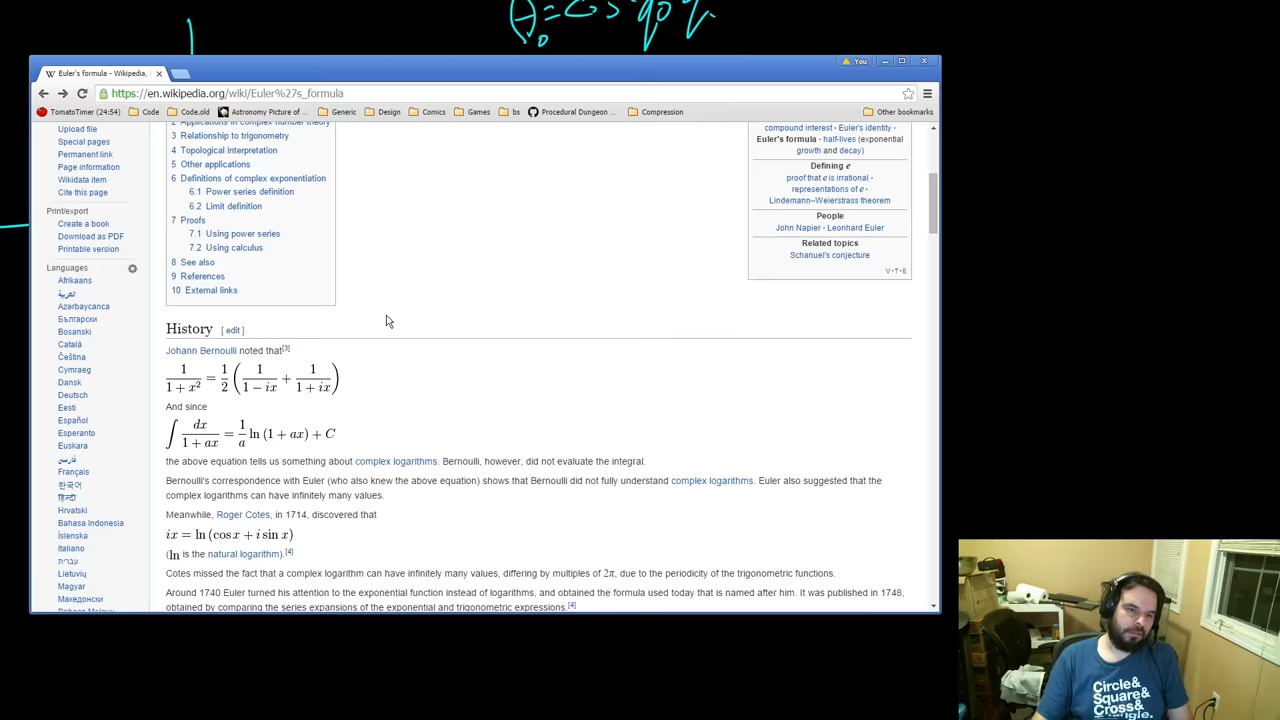 Euler's formula - Wikipedia,
You
https://en.wikipedia.org/wiki/Euler%27s_formula
TomatoTimer (24:54) Code Code.old Astronomy Picture of ... Generic Design Comics Games bs Procedural Dungeon ... Compression Other bookmarks
Upload file
Special pages
Permanent link
Page information
Wikidata item
Cite this page
Print/export
Create a book
Download as PDF
Printable version
Languages
Afrikaans
العربية
Azərbaycanca
Български
Bosanski
Català
Čeština
Cymraeg
Dansk
Deutsch
Eesti
Español
Esperanto
Euskara
فارسی
Français
한국어
हिन्दी
Hrvatski
Bahasa Indonesia
Íslenska
Italiano
עברית
Lietuvių
Magyar
Македонски
Bahasa Melayu
2 Applications in complex number theory
3 Relationship to trigonometry
4 Topological interpretation
5 Other applications
6 Definitions of complex exponentiation
6.1 Power series definition
6.2 Limit definition
7 Proofs
7.1 Using power series
7.2 Using calculus
8 See also
9 References
10 External links
compound interest · Euler's identity ·
Euler's formula · half-lives (exponential
growth and decay)
Defining e
proof that e is irrational ·
representations of e ·
Lindemann–Weierstrass theorem
People
John Napier · Leonhard Euler
Related topics
Schanuel's conjecture
V · T · E
History [ edit ]
Johann Bernoulli noted that[3]
1/(1 + x²) = 1/2 (1/(1 − ix) + 1/(1 + ix))
And since
∫ dx/(1 + ax) = 1/a ln (1 + ax) + C
the above equation tells us something about complex logarithms. Bernoulli, however, did not evaluate the integral.
Bernoulli's correspondence with Euler (who also knew the above equation) shows that Bernoulli did not fully understand complex logarithms. Euler also suggested that the
complex logarithms can have infinitely many values.
Meanwhile, Roger Cotes, in 1714, discovered that
ix = ln (cos x + i sin x)
(ln is the natural logarithm).[4]
Cotes missed the fact that a complex logarithm can have infinitely many values, differing by multiples of 2π, due to the periodicity of the trigonometric functions.
Around 1740 Euler turned his attention to the exponential function instead of logarithms, and obtained the formula used today that is named after him. It was published in 1748,
obtained by comparing the series expansions of the exponential and trigonometric expressions.[4]
Circle&
Square&
Cross&